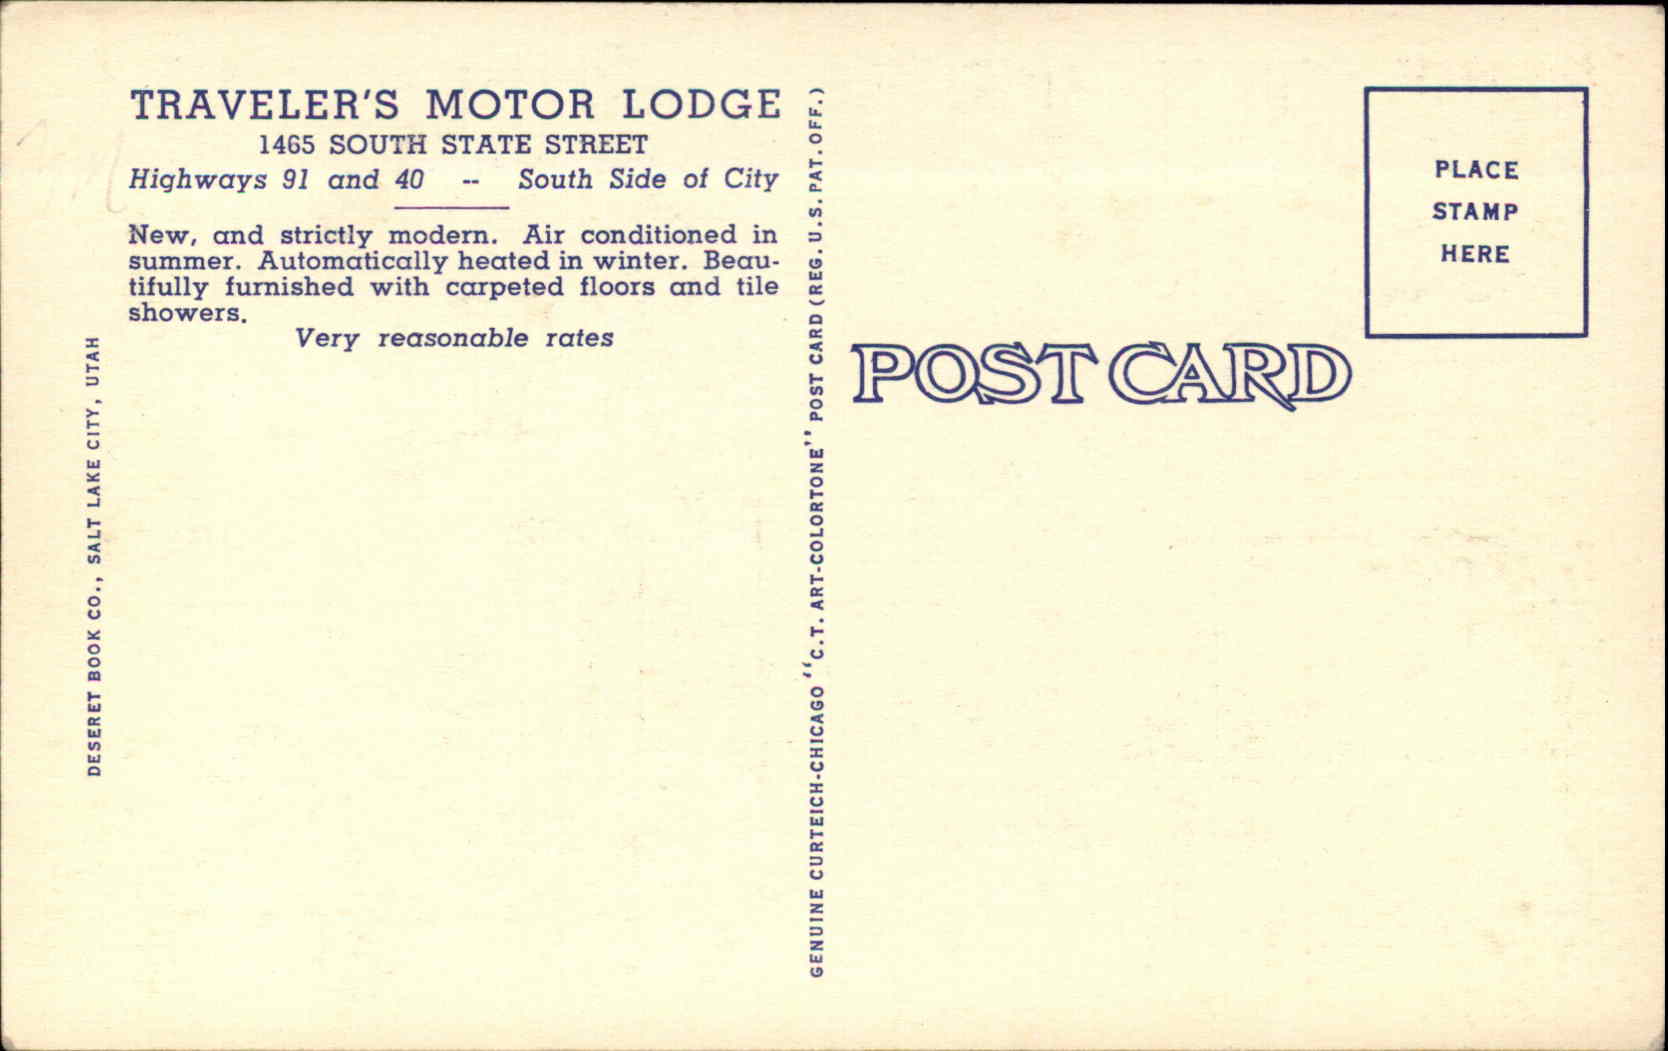 TRAVELER'S MOTOR LODGE
1465 SOUTH STATE STREET
Highways 91 and 40 -- South Side of City
New, and strictly modern. Air conditioned in
summer. Automatically heated in winter. Beau-
tifully furnished with carpeted floors and tile
showers.
Very reasonable rates
DESERET BOOK CO., SALT LAKE CITY, UTAH
GENUINE CURTEICH-CHICAGO "C.T. ART-COLORTONE" POST CARD (REG. U.S. PAT. OFF.)
PLACE
STAMP
HERE
POST CARD